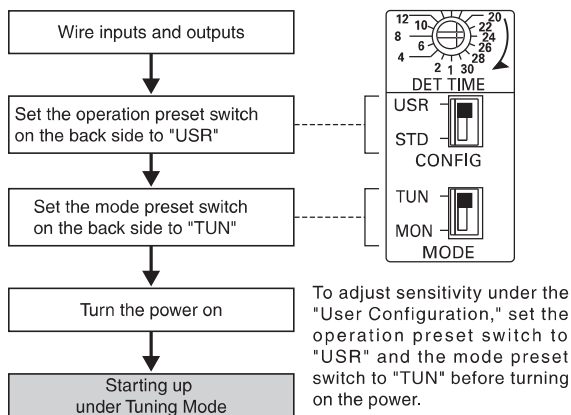 Wire inputs and outputs
Set the operation preset switch
on the back side to "USR"
Set the mode preset switch
on the back side to "TUN"
Turn the power on
Starting up
under Tuning Mode
12
10
8
6
4
2
1
30
28
26
24
22
20
DET TIME
USR
STD
CONFIG
TUN
MON
MODE
To adjust sensitivity under the
"User Configuration," set the
operation preset switch to
"USR" and the mode preset
switch to "TUN" before turning
on the power.